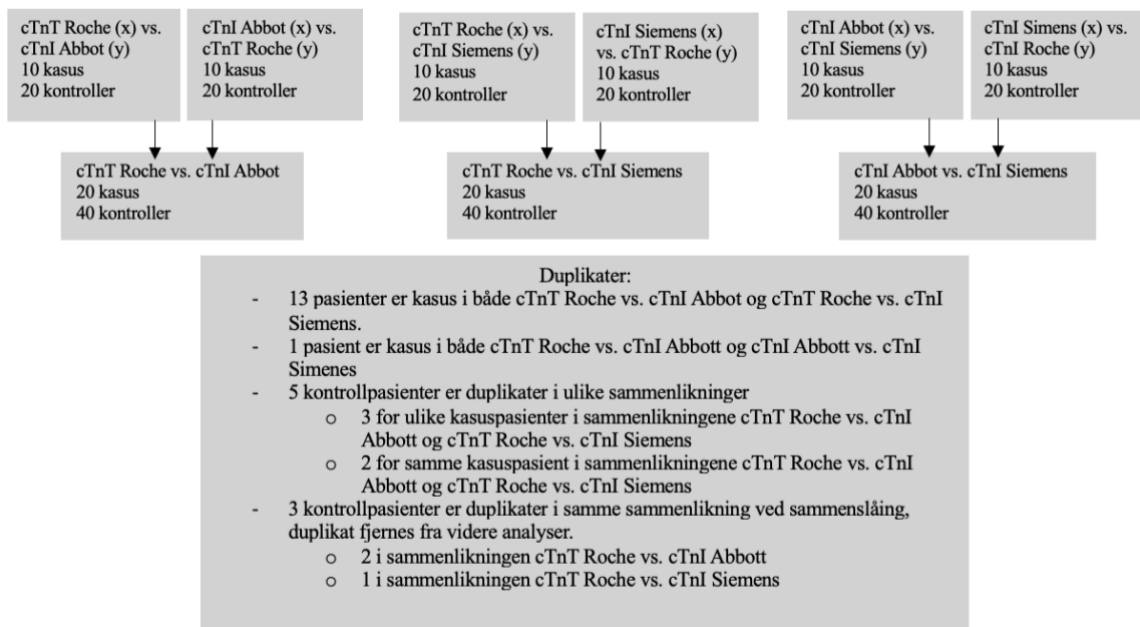 cTnT Roche (x) vs.
cTnI Abbot (y)
10 kasus
20 kontroller
cTnI Abbot (x) vs.
cTnT Roche (y)
10 kasus
20 kontroller
cTnT Roche (x) vs.
cTnI Siemens (y)
10 kasus
20 kontroller
cTnI Siemens (x)
vs. cTnT Roche (y)
10 kasus
20 kontroller
cTnI Abbot (x) vs.
cTnI Siemens (y)
10 kasus
20 kontroller
cTnI Simens (x) vs.
cTnI Roche (y)
10 kasus
20 kontroller
cTnT Roche vs. cTnI Abbot
20 kasus
40 kontroller
cTnT Roche vs. cTnI Siemens
20 kasus
40 kontroller
cTnI Abbot vs. cTnI Siemens
20 kasus
40 kontroller
Duplikater:
- 13 pasienter er kasus i både cTnT Roche vs. cTnI Abbot og cTnT Roche vs. cTnI
Siemens.
- 1 pasient er kasus i både cTnT Roche vs. cTnI Abbott og cTnI Abbott vs. cTnI
Simenes
- 5 kontrollpasienter er duplikater i ulike sammenlikninger
o 3 for ulike kasuspasienter i sammenlikningene cTnT Roche vs. cTnI
Abbott og cTnT Roche vs. cTnI Siemens
o 2 for samme kasuspasient i sammenlikningene cTnT Roche vs. cTnI
Abbott og cTnT Roche vs. cTnI Siemens
- 3 kontrollpasienter er duplikater i samme sammenlikning ved sammenslåing,
duplikat fjernes fra videre analyser.
o 2 i sammenlikningen cTnT Roche vs. cTnI Abbott
o 1 i sammenlikningen cTnT Roche vs. cTnI Siemens